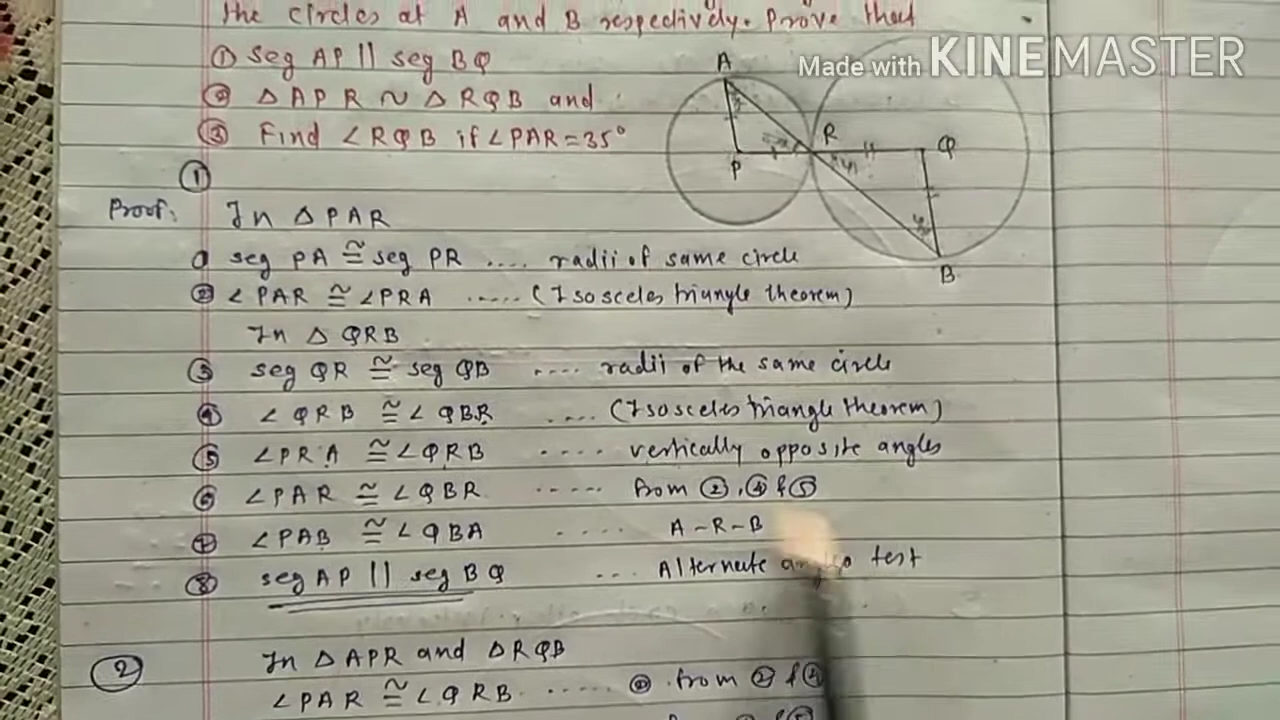 the circles at A and B respectively. Prove that
① seg AP || seg BQ
② △APR ~ △RQB and
③ Find ∠RQB if ∠PAR = 35°
Made with KINEMASTER
A
R
P
Q
B
①
Proof: In △PAR
① seg PA ≅ seg PR .... radii of same circle
② ∠PAR ≅ ∠PRA ..... (Isosceles triangle theorem)
In △QRB
③ seg QR ≅ seg QB .... radii of the same circle
④ ∠QRB ≅ ∠QBR .... (Isosceles triangle theorem)
⑤ ∠PRA ≅ ∠QRB .... vertically opposite angles
⑥ ∠PAR ≅ ∠QBR ..... from ②, ④ & ⑤
⑦ ∠PAB ≅ ∠QBA .... A-R-B
⑧ seg AP || seg BQ ... Alternate test
② In △APR and △RQB
∠PAR ≅ ∠QRB ..... from ② &